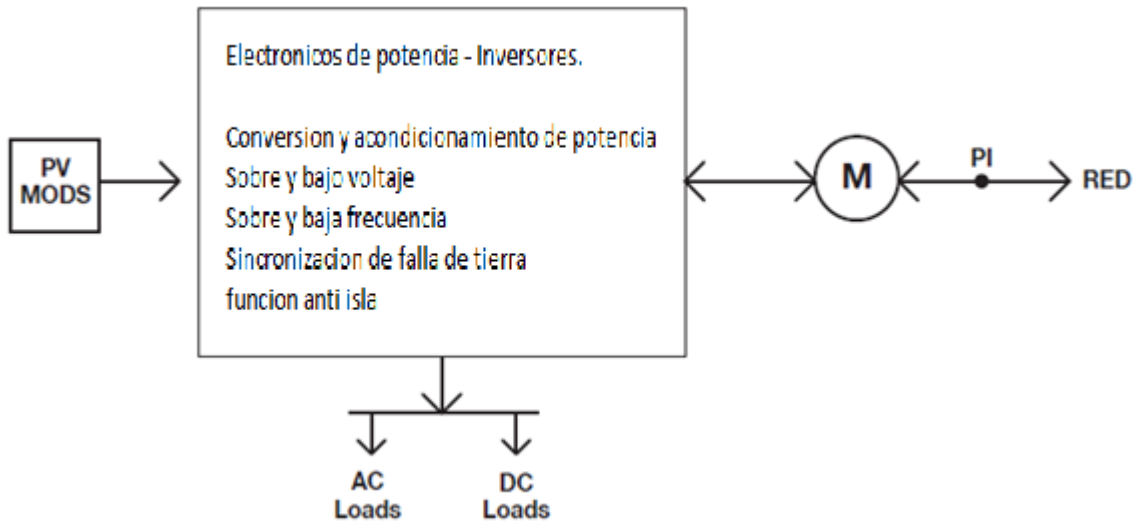 Electronicos de potencia - Inversores.
Conversion y acondicionamiento de potencia
Sobre y bajo voltaje
Sobre y baja frecuencia
Sincronizacion de falla de tierra
funcion anti isla
PV
MODS
M
PI
RED
AC
Loads
DC
Loads